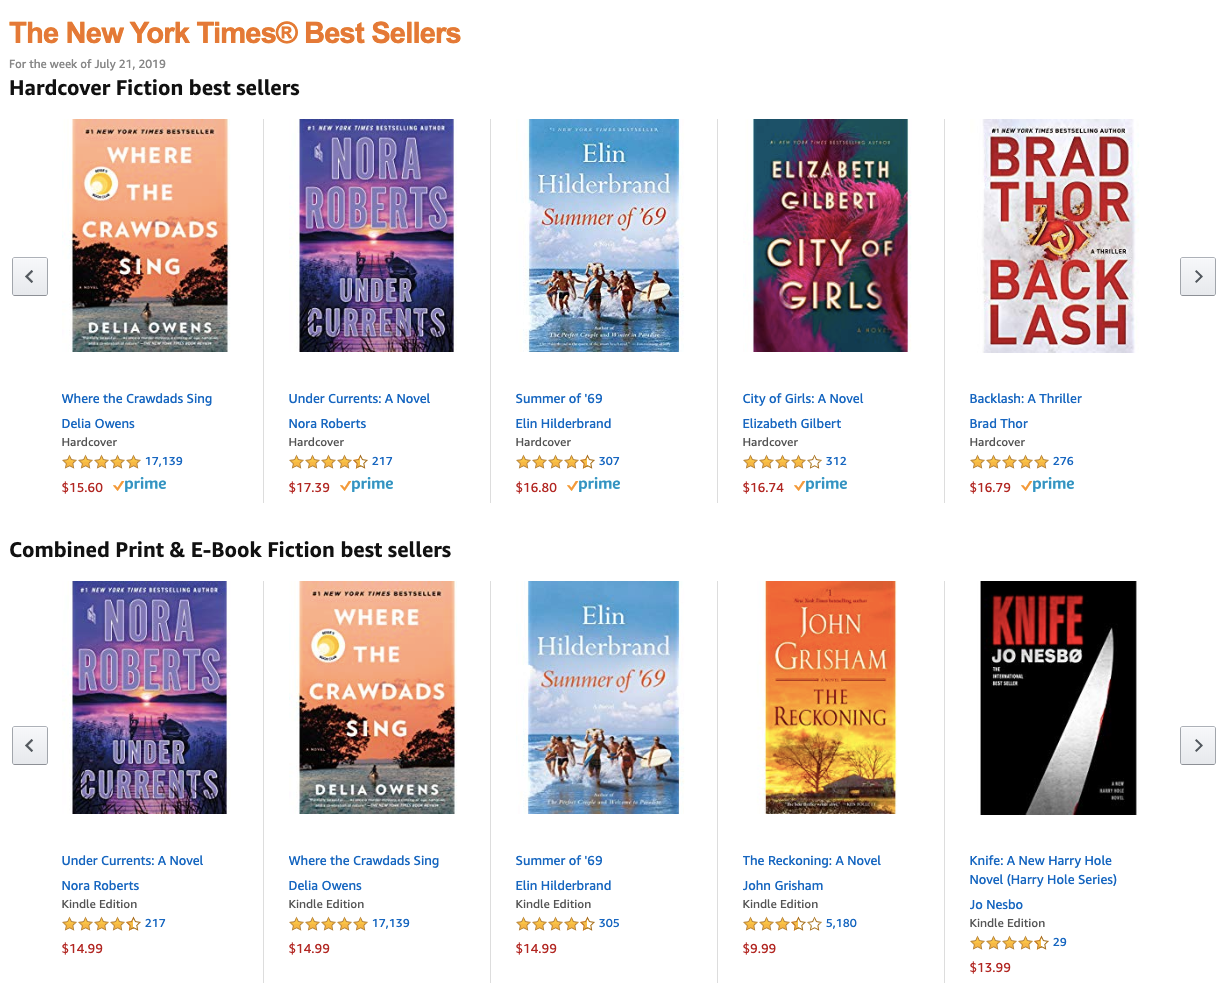 The New York Times® Best Sellers
For the week of July 21, 2019
Hardcover Fiction best sellers
#1 NEW YORK TIMES BESTSELLER
WHERE
THE
CRAWDADS
SING
A NOVEL
DELIA OWENS
#1 NEW YORK TIMES BESTSELLING AUTHOR
NORA
ROBERTS
UNDER
CURRENTS
#1 NEW YORK TIMES BESTSELLER
Elin
Hilderbrand
Summer of '69
Author of
The Perfect Couple and Winter in Paradise
#1 NEW YORK TIMES BESTSELLING AUTHOR
ELIZABETH
GILBERT
CITY OF
GIRLS
A NOVEL
#1 NEW YORK TIMES BESTSELLING AUTHOR
BRAD
THOR
A THRILLER
BACK
LASH
Where the Crawdads Sing
Delia Owens
Hardcover
17,139
$15.60 prime
Under Currents: A Novel
Nora Roberts
Hardcover
217
$17.39 prime
Summer of '69
Elin Hilderbrand
Hardcover
307
$16.80 prime
City of Girls: A Novel
Elizabeth Gilbert
Hardcover
312
$16.74 prime
Backlash: A Thriller
Brad Thor
Hardcover
276
$16.79 prime
Combined Print & E-Book Fiction best sellers
#1 NEW YORK TIMES BESTSELLING AUTHOR
NORA
ROBERTS
UNDER
CURRENTS
#1 NEW YORK TIMES BESTSELLER
WHERE
THE
CRAWDADS
SING
A NOVEL
DELIA OWENS
Elin
Hilderbrand
Summer of '69
Author of
#1
New York Times bestselling author
JOHN
GRISHAM
A NOVEL
THE
RECKONING
KNIFE
JO NESBØ
THE
INTERNATIONAL
BEST SELLER
A NEW
HARRY HOLE
NOVEL
Under Currents: A Novel
Nora Roberts
Kindle Edition
217
$14.99
Where the Crawdads Sing
Delia Owens
Kindle Edition
17,139
$14.99
Summer of '69
Elin Hilderbrand
Kindle Edition
305
$14.99
The Reckoning: A Novel
John Grisham
Kindle Edition
5,180
$9.99
Knife: A New Harry Hole
Novel (Harry Hole Series)
Jo Nesbo
Kindle Edition
29
$13.99